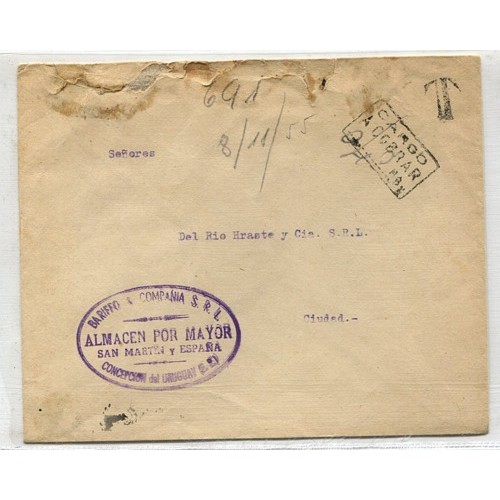 691
8/11/55
T
CARGO
A COBRAR
Señores
Del Rio Hraste y Cia. S.R.L.
Ciudad.-
BARIFFO & COMPAÑIA S. R. L.
ALMACEN POR MAYOR
SAN MARTIN y ESPAÑA
CONCEPCION del URUGUAY (E. R.)